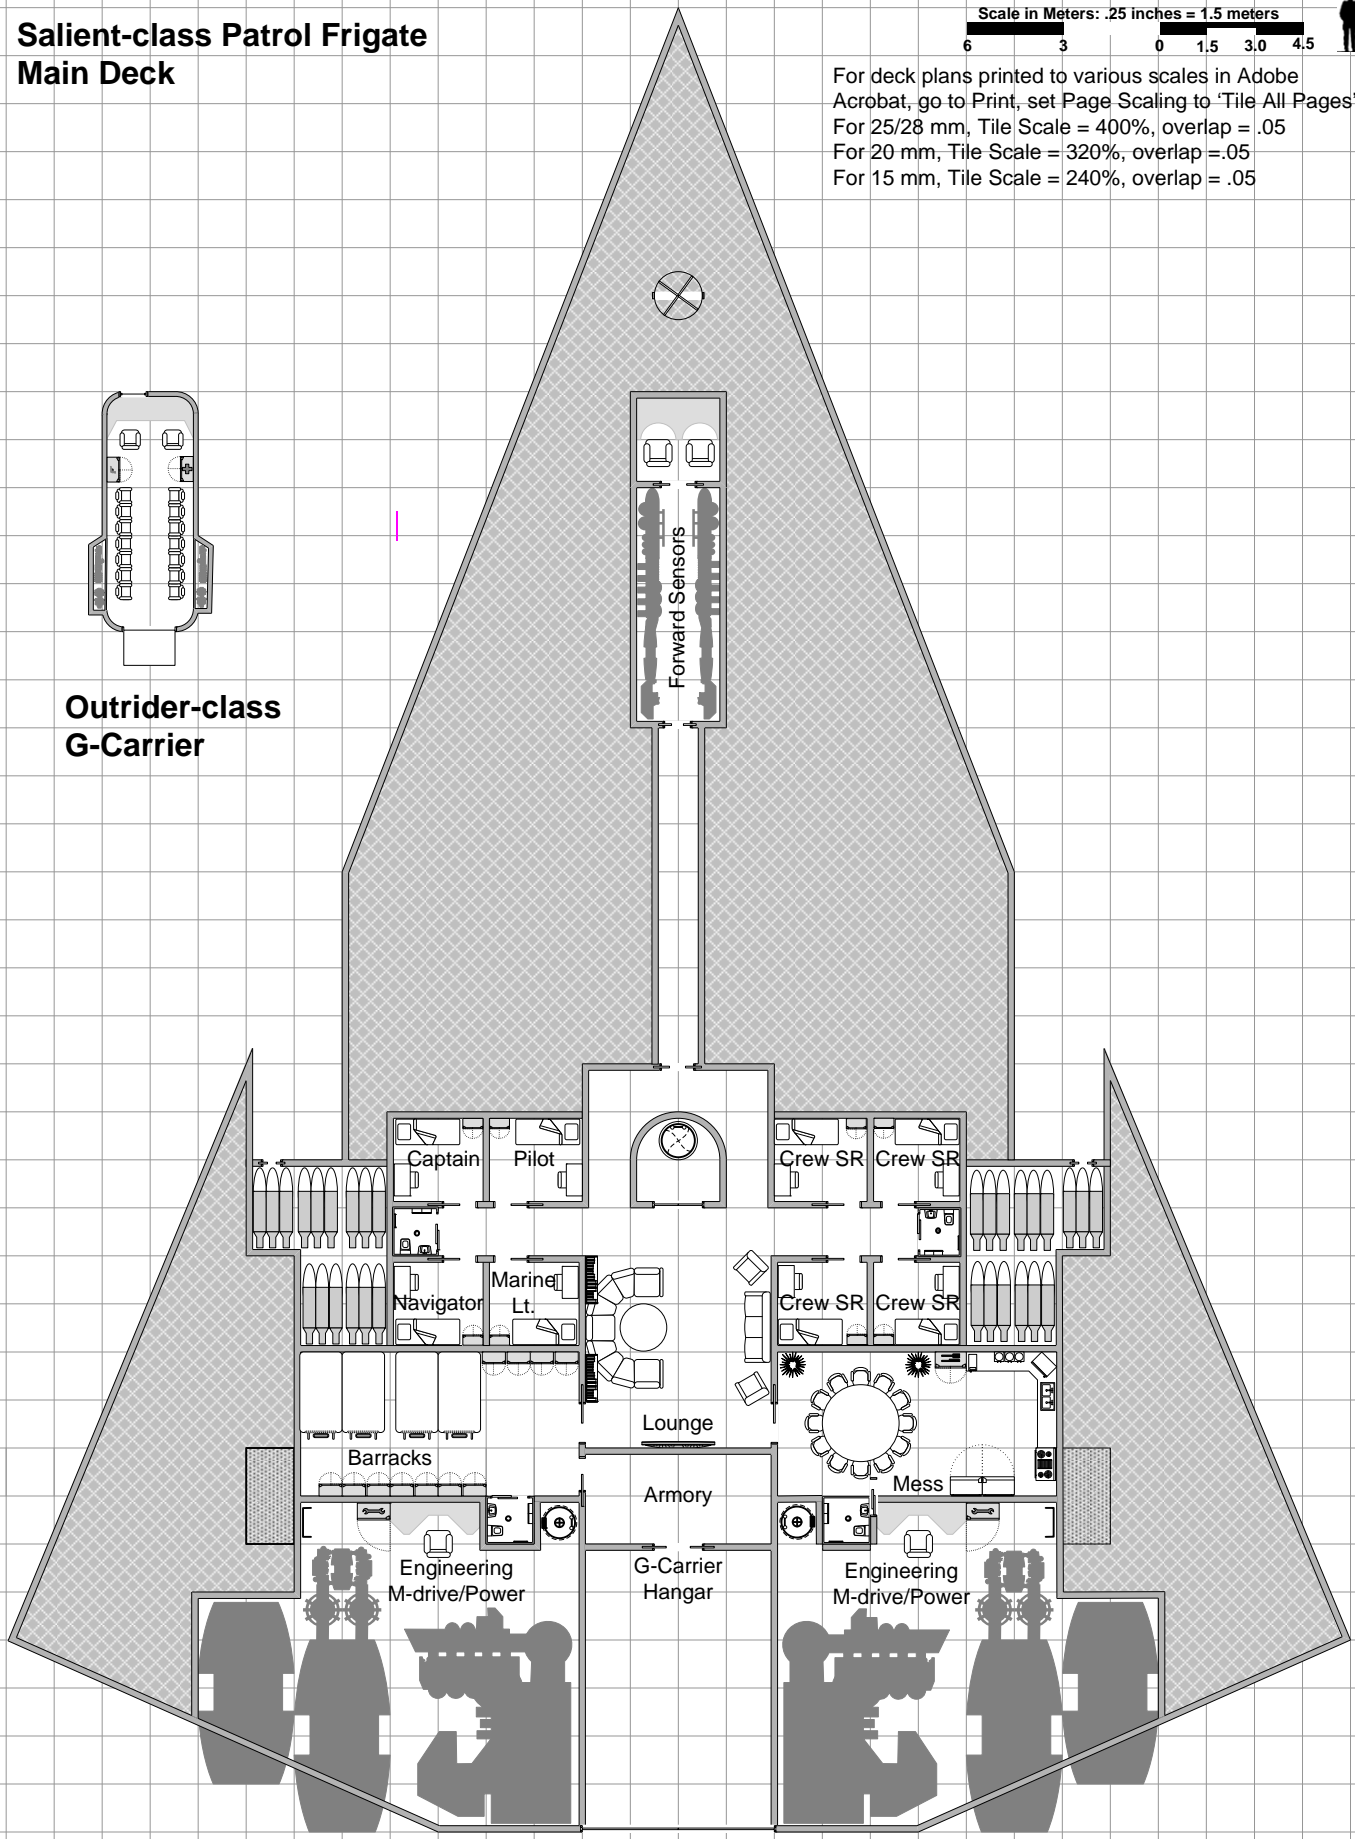 Salient-class Patrol Frigate
Main Deck
Scale in Meters: .25 inches = 1.5 meters
6 3 0 1.5 3.0 4.5
For deck plans printed to various scales in Adobe
Acrobat, go to Print, set Page Scaling to ‘Tile All Pages’
For 25/28 mm, Tile Scale = 400%, overlap = .05
For 20 mm, Tile Scale = 320%, overlap =.05
For 15 mm, Tile Scale = 240%, overlap = .05
Outrider-class
G-Carrier
Forward Sensors
Captain
Pilot
Crew SR
Crew SR
Navigator
Marine
Lt.
Crew SR
Crew SR
Lounge
Barracks
Mess
Armory
Engineering
M-drive/Power
G-Carrier
Hangar
Engineering
M-drive/Power